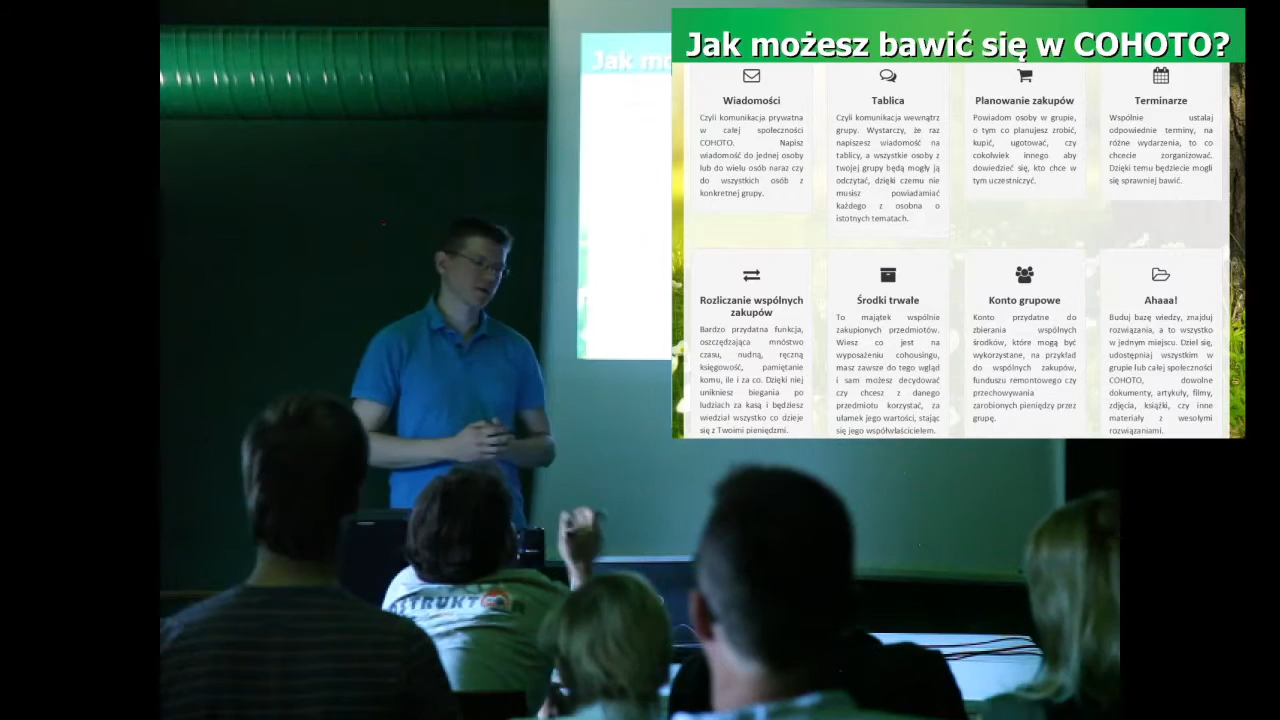 Jak możesz bawić się w COHOTO?
Jak mo
Wiadomości
Czyli komunikacja prywatna
w całej społeczności
COHOTO. Napisz
wiadomość do jednej osoby
lub do wielu osób naraz czy
do wszystkich osób z
konkretnej grupy.
Tablica
Czyli komunikacja wewnątrz
grupy. Wystarczy, że raz
napiszesz wiadomość na
tablicy, a wszystkie osoby z
twojej grupy będą mogły ją
odczytać, dzięki czemu nie
musisz powiadamiać
każdego z osobna o
istotnych tematach.
Planowanie zakupów
Powiadom osoby w grupie,
o tym co planujesz zrobić,
kupić, ugotować, czy
cokolwiek innego aby
dowiedzieć się, kto chce w
tym uczestniczyć.
Terminarze
Wspólnie ustalaj
odpowiednie terminy, na
różne wydarzenia, to co
chcecie zorganizować.
Dzięki temu będziecie mogli
się sprawniej bawić.
Rozliczanie wspólnych
zakupów
Bardzo przydatna funkcja,
oszczędzająca mnóstwo
czasu, nudną, ręczną
księgowość, pamiętanie
komu, ile i za co. Dzięki niej
unikniesz biegania po
ludziach za kasą i będziesz
wiedział wszystko co dzieje
się z Twoimi pieniędzmi.
Środki trwałe
To majątek wspólnie
zakupionych przedmiotów.
Wiesz co jest na
wyposażeniu cohousingu,
masz zawsze do tego wgląd
i sam możesz decydować
czy chcesz z danego
przedmiotu korzystać, za
ułamek jego wartości, stając
się jego współwłaścicielem.
Konto grupowe
Konto przydatne do
zbierania wspólnych
środków, które mogą być
wykorzystane, na przykład
do wspólnych zakupów,
funduszu remontowego czy
przechowywania
zarobionych pieniędzy przez
grupę.
Ahaaa!
Buduj bazę wiedzy, znajduj
rozwiązania, a to wszystko
w jednym miejscu. Dziel się,
udostępniaj wszystkim w
grupie lub całej społeczności
COHOTO, dowolne
dokumenty, artykuły, filmy,
zdjęcia, książki, czy inne
materiały z wesołymi
rozwiązaniami.